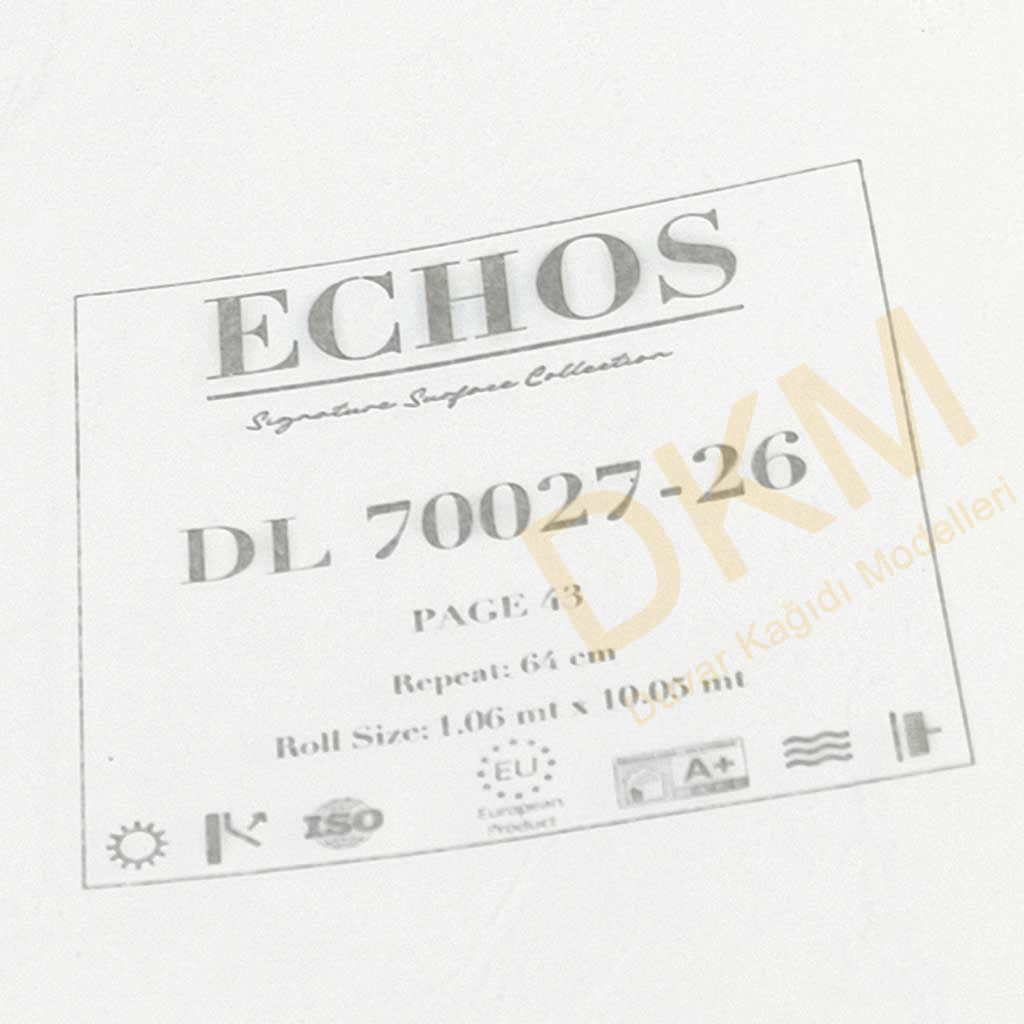 ECHOS
Signature Surface Collection
DL 70027-26
PAGE 43
Repeat: 64 cm
Roll Size: 1.06 mt x 10.05 mt
EU
European
Product
ISO
A+
DKM
Duvar Kağıdı Modelleri